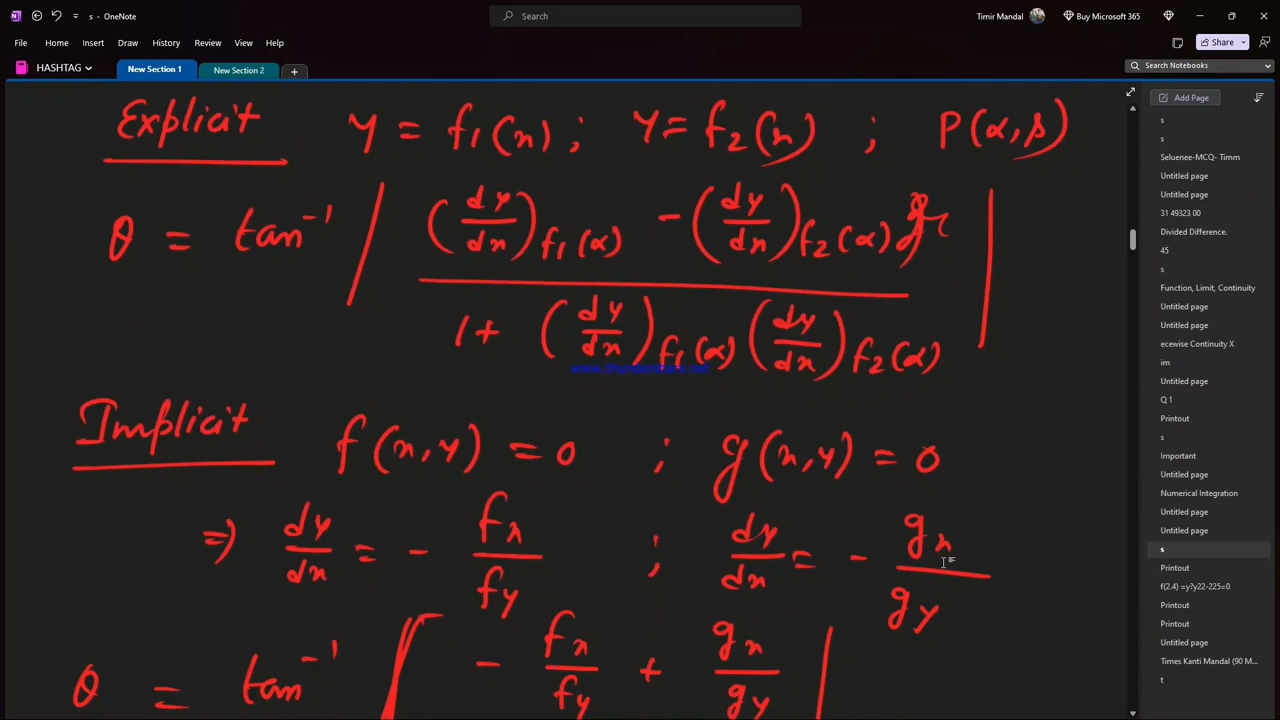 s - OneNote
Search
Timir Mandal
Buy Microsoft 365
File Home Insert Draw History Review View Help
Share
HASHTAG
New Section 1
New Section 2
+
Search Notebooks
Add Page
s
s
Seluenee-MCQ- Timm
Untitled page
Untitled page
31 49323 00
Divided Difference.
45
s
Function, Limit, Continuity
Untitled page
Untitled page
ecewise Continuity X
im
Untitled page
Q 1
Printout
s
Important
Untitled page
Numerical Integration
Untitled page
Untitled page
s
Printout
f(2.4) =y?y22-225=0
Printout
Printout
Untitled page
Times Kanti Mandal (90 M...
t
Explicit y = f1(x) ; y = f2(x) ; P(α, β)
θ = tan⁻¹ | (dy/dx)f1(α) - (dy/dx)f2(α)
1 + (dy/dx)f1(α) (dy/dx)f2(α) |
Implicit f(x, y) = 0 ; g(x, y) = 0
⇒ dy/dx = - fx/fy ; dy/dx = - gx/gy
θ = tan⁻¹ | - fx/fy + gx/gy |